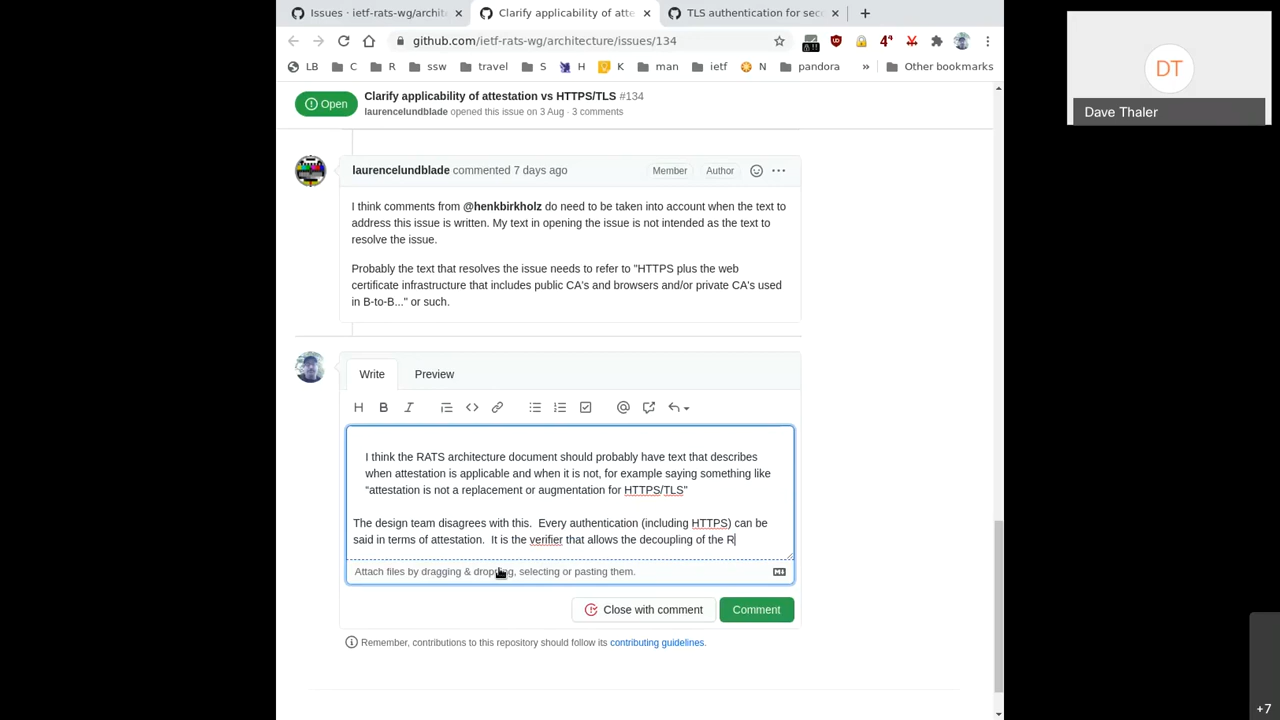 Issues · ietf-rats-wg/archite
Clarify applicability of atte
TLS authentication for sec
github.com/ietf-rats-wg/architecture/issues/134
LB C R ssw travel S H K man ietf N pandora » Other bookmarks
Open
Clarify applicability of attestation vs HTTPS/TLS #134
laurencelundblade opened this issue on 3 Aug · 3 comments
laurencelundblade commented 7 days ago
Member
Author
I think comments from @henkbirkholz do need to be taken into account when the text to
address this issue is written. My text in opening the issue is not intended as the text to
resolve the issue.
Probably the text that resolves the issue needs to refer to "HTTPS plus the web
certificate infrastructure that includes public CA's and browsers and/or private CA's used
in B-to-B..." or such.
Write
Preview
I think the RATS architecture document should probably have text that describes
when attestation is applicable and when it is not, for example saying something like
“attestation is not a replacement or augmentation for HTTPS/TLS”
The design team disagrees with this.  Every authentication (including HTTPS) can be
said in terms of attestation.  It is the verifier that allows the decoupling of the R
Attach files by dragging & dropping, selecting or pasting them.
Close with comment
Comment
Remember, contributions to this repository should follow its contributing guidelines.
DT
Dave Thaler
+7